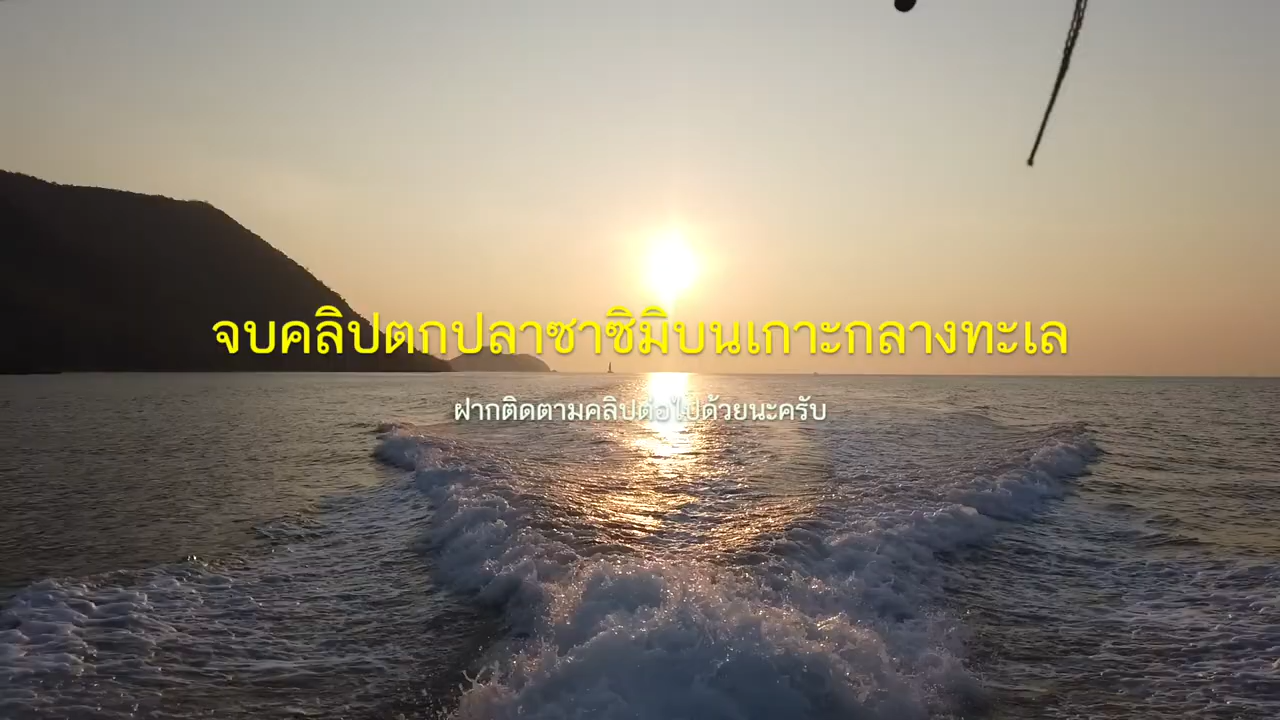 จบคลิปตกปลาซาชิมิบนเกาะกลางทะเล
ฝากติดตามคลิปต่อไปด้วยนะครับ